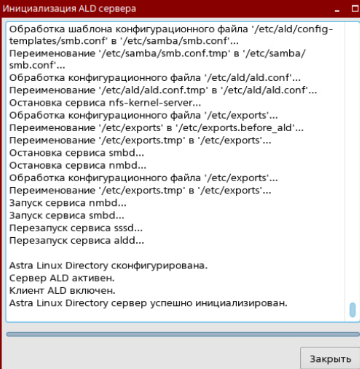 Инициализация ALD сервера
Обработка шаблона конфигурационного файла '/etc/ald/config-
templates/smb.conf' в '/etc/samba/smb.conf'...
Переименование '/etc/samba/smb.conf.tmp' в '/etc/samba/
smb.conf'...
Обработка конфигурационного файла '/etc/ald/ald.conf'...
Переименование '/etc/ald/ald.conf.tmp' в '/etc/ald/ald.conf'...
Остановка сервиса nfs-kernel-server...
Обработка конфигурационного файла '/etc/exports'...
Переименование '/etc/exports' в '/etc/exports.before_ald'...
Переименование '/etc/exports.tmp' в '/etc/exports'...
Остановка сервиса smbd...
Остановка сервиса nmbd...
Обработка конфигурационного файла '/etc/exports'...
Переименование '/etc/exports.tmp' в '/etc/exports'...
Запуск сервиса nmbd...
Запуск сервиса smbd...
Перезапуск сервиса sssd...
Перезапуск сервиса aldd...
Astra Linux Directory сконфигурирована.
Сервер ALD активен.
Клиент ALD включен.
Astra Linux Directory сервер успешно инициализирован.
Закрыть